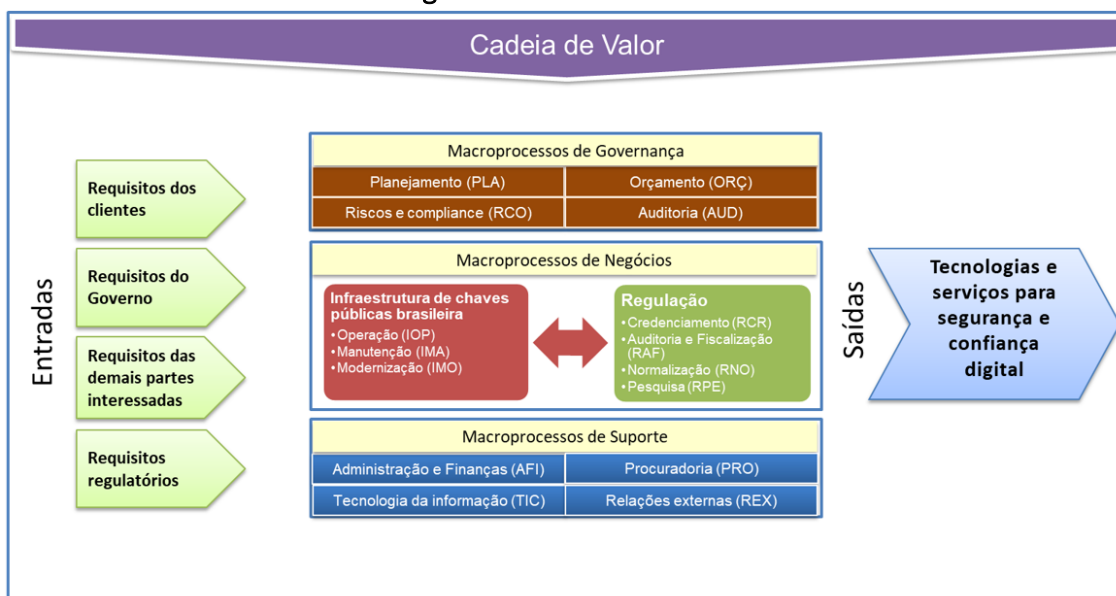 Cadeia de Valor
Entradas
Requisitos dos
clientes
Requisitos do
Governo
Requisitos das
demais partes
interessadas
Requisitos
regulatórios
Macroprocessos de Governança
Planejamento (PLA)
Orçamento (ORÇ)
Riscos e compliance (RCO)
Auditoria (AUD)
Macroprocessos de Negócios
Infraestrutura de chaves
públicas brasileira
•Operação (IOP)
•Manutenção (IMA)
•Modernização (IMO)
Regulação
•Credenciamento (RCR)
•Auditoria e Fiscalização
(RAF)
•Normalização (RNO)
•Pesquisa (RPE)
Macroprocessos de Suporte
Administração e Finanças (AFI)
Procuradoria (PRO)
Tecnologia da informação (TIC)
Relações externas (REX)
Saídas
Tecnologias e
serviços para
segurança e
confiança
digital